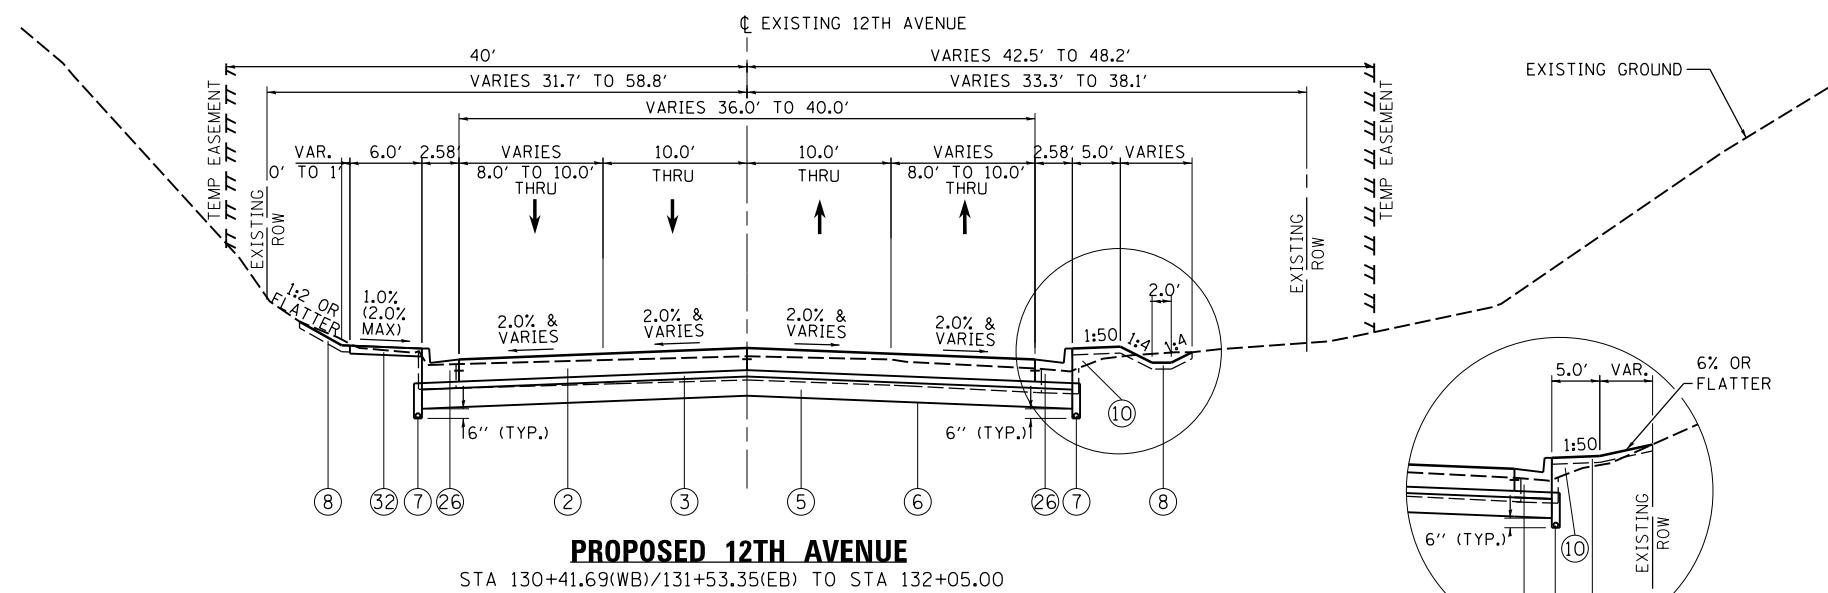 ℄ EXISTING 12TH AVENUE
40'
VARIES 42.5' TO 48.2'
VARIES 31.7' TO 58.8'
VARIES 33.3' TO 38.1'
VARIES 36.0' TO 40.0'
EXISTING GROUND
TEMP EASEMENT
TEMP EASEMENT
VAR.
0' TO 1'
6.0'
2.58'
VARIES
8.0' TO 10.0'
THRU
10.0'
THRU
10.0'
THRU
VARIES
8.0' TO 10.0'
THRU
2.58'
5.0'
VARIES
EXISTING
ROW
EXISTING
ROW
1:2 OR
FLATTER
1.0%
(2.0%
MAX)
2.0% &
VARIES
2.0% &
VARIES
2.0% &
VARIES
2.0% &
VARIES
1:50
1:4
2.0'
1:4
10
6" (TYP.)
6" (TYP.)
8
32
7
26
2
3
5
6
26
7
8
5.0'
VAR.
6% OR
FLATTER
1:50
6" (TYP.)
10
EXISTING
ROW
PROPOSED 12TH AVENUE
STA 130+41.69(WB)/131+53.35(EB) TO STA 132+05.00